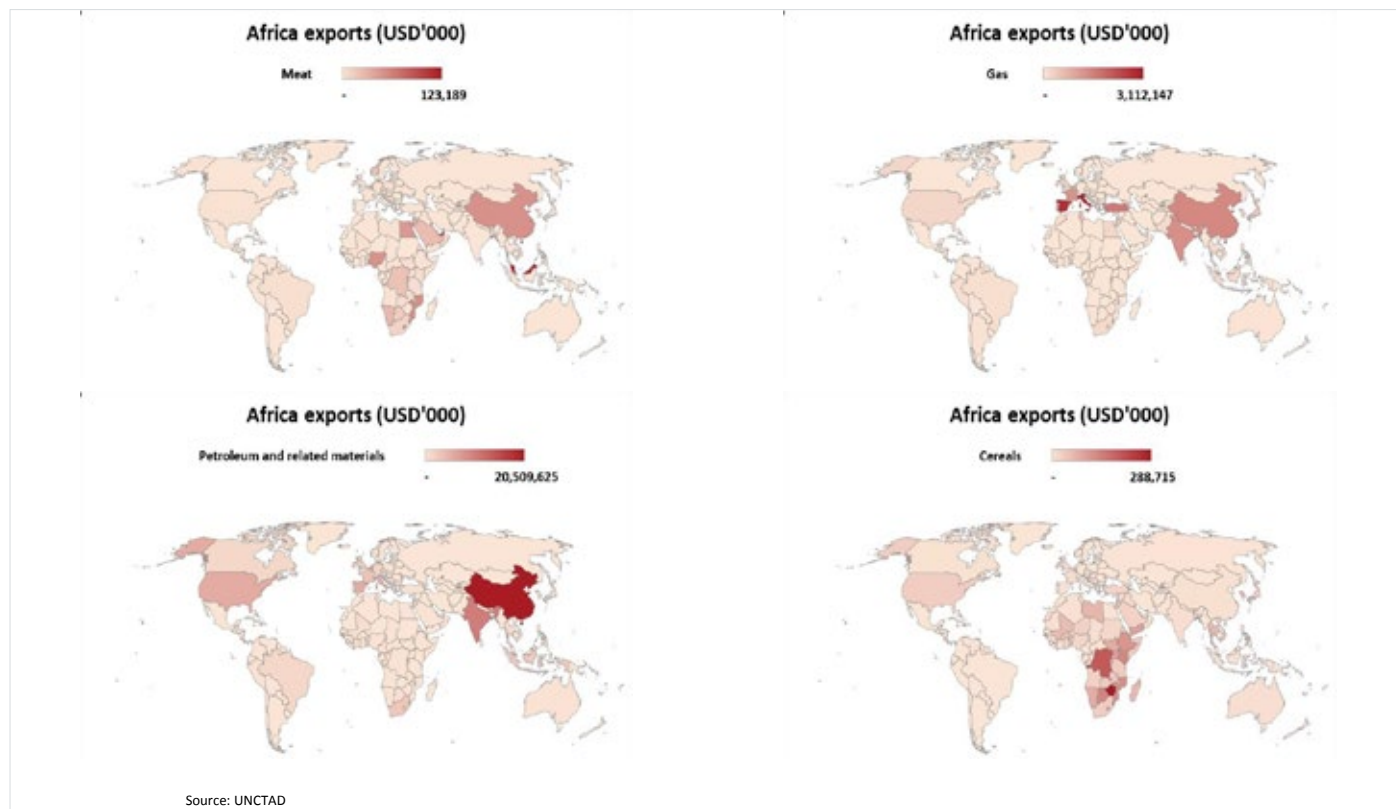 Africa exports (USD'000)
Meat
- 123,189
Africa exports (USD'000)
Gas
- 3,112,147
Africa exports (USD'000)
Petroleum and related materials
- 20,509,625
Africa exports (USD'000)
Cereals
- 288,715
Source: UNCTAD